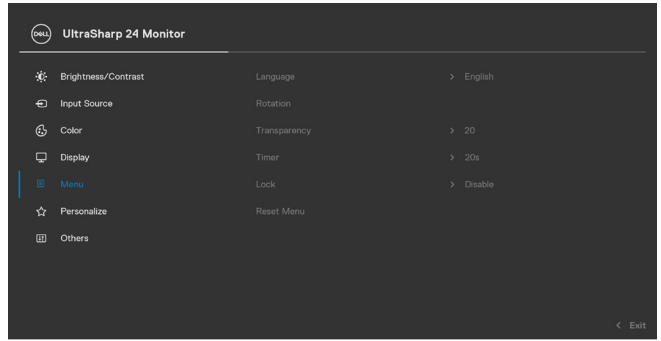 DELL UltraSharp 24 Monitor
Brightness/Contrast Language > English
Input Source Rotation
Color Transparency > 20
Display Timer > 20s
Menu Lock > Disable
Personalize Reset Menu
Others
< Exit